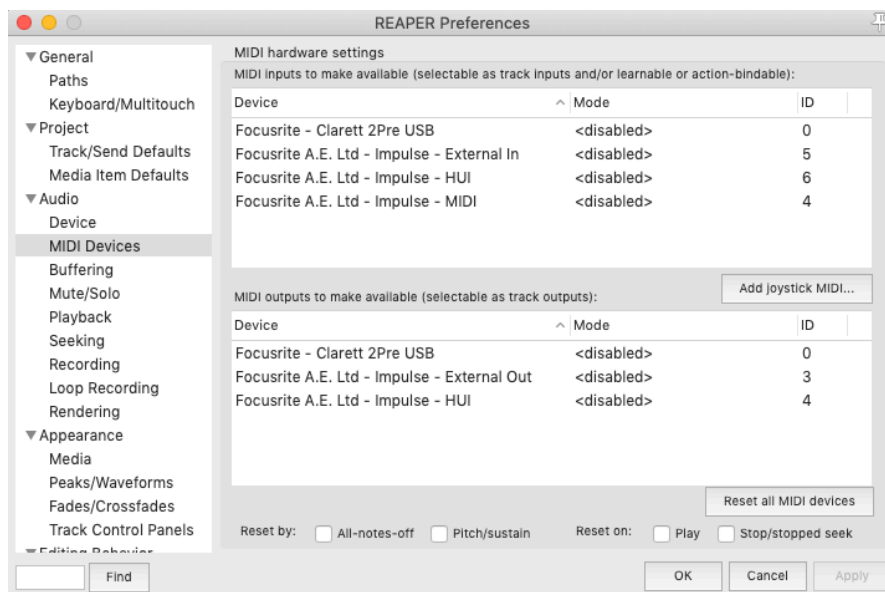 REAPER Preferences
General
Paths
Keyboard/Multitouch
Project
Track/Send Defaults
Media Item Defaults
Audio
Device
MIDI Devices
Buffering
Mute/Solo
Playback
Seeking
Recording
Loop Recording
Rendering
Appearance
Media
Peaks/Waveforms
Fades/Crossfades
Track Control Panels
Editing Behavior
Find
MIDI hardware settings
MIDI inputs to make available (selectable as track inputs and/or learnable or action-bindable):
Device Mode ID
Focusrite - Clarett 2Pre USB <disabled> 0
Focusrite A.E. Ltd - Impulse - External In <disabled> 5
Focusrite A.E. Ltd - Impulse - HUI <disabled> 6
Focusrite A.E. Ltd - Impulse - MIDI <disabled> 4
Add joystick MIDI...
MIDI outputs to make available (selectable as track outputs):
Device Mode ID
Focusrite - Clarett 2Pre USB <disabled> 0
Focusrite A.E. Ltd - Impulse - External Out <disabled> 3
Focusrite A.E. Ltd - Impulse - HUI <disabled> 4
Reset all MIDI devices
Reset by: All-notes-off Pitch/sustain Reset on: Play Stop/stopped seek
OK Cancel Apply